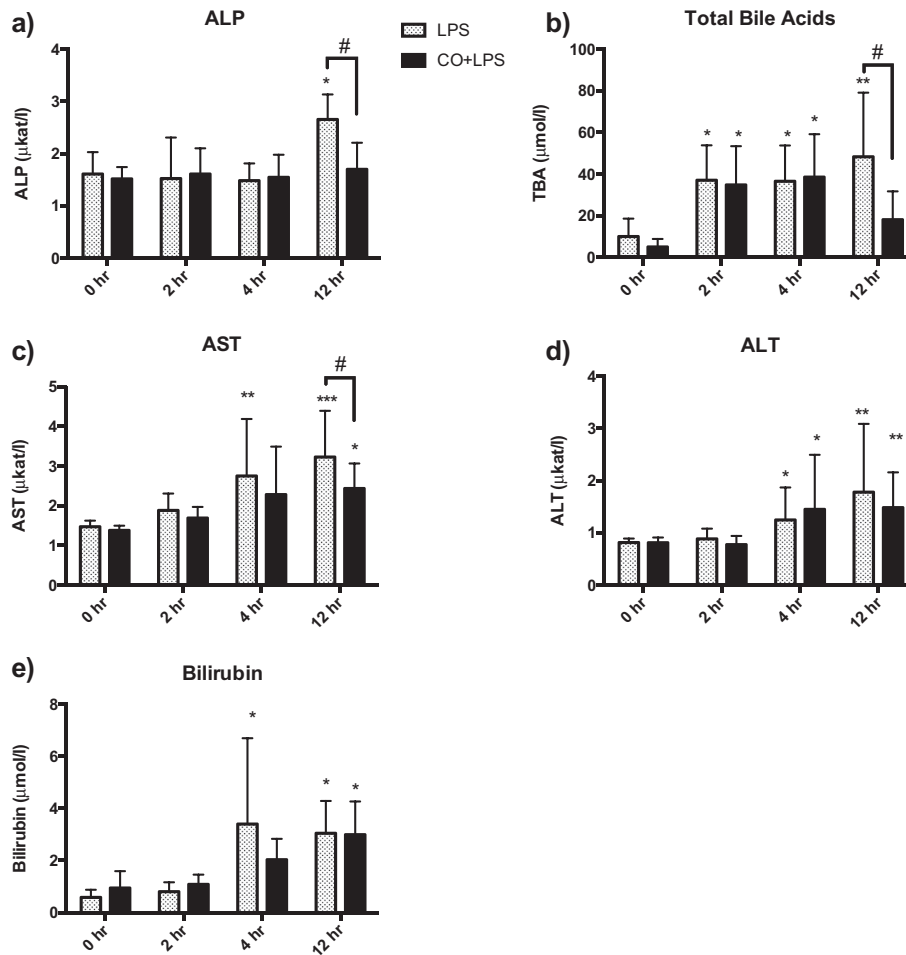 a) ALP
4
3
2
1
0
ALP (µkat/l)
0 hr
2 hr
4 hr
12 hr
*
#
LPS
CO+LPS
b) Total Bile Acids
100
80
60
40
20
0
TBA (µmol/l)
0 hr
2 hr
4 hr
12 hr
*
*
*
*
**
#
c) AST
5
4
3
2
1
0
AST (µkat/l)
0 hr
2 hr
4 hr
12 hr
**
***
*
#
d) ALT
4
3
2
1
0
ALT (µkat/l)
0 hr
2 hr
4 hr
12 hr
*
*
**
**
e) Bilirubin
8
6
4
2
0
Bilirubin (µmol/l)
0 hr
2 hr
4 hr
12 hr
*
*
*